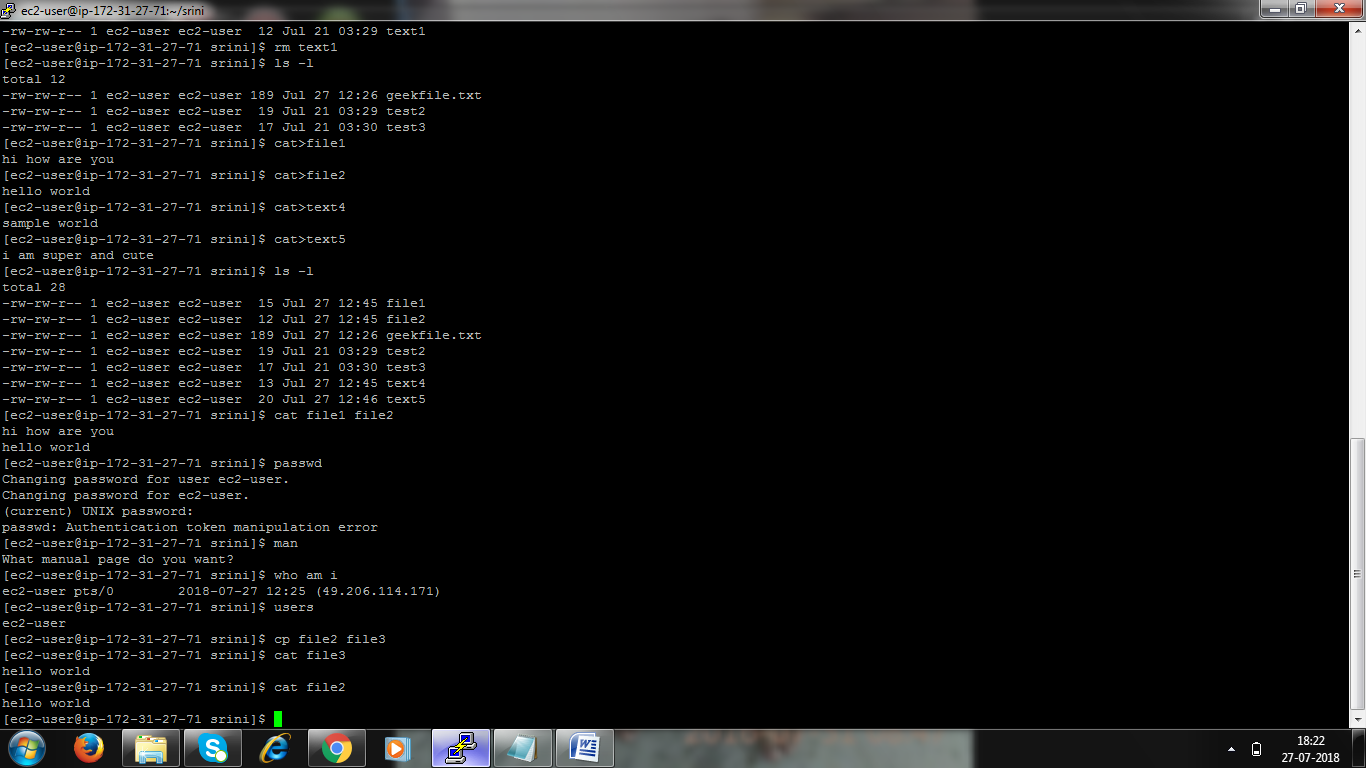 ec2-user@ip-172-31-27-71:~/srini
-rw-rw-r-- 1 ec2-user ec2-user  12 Jul 21 03:29 text1
[ec2-user@ip-172-31-27-71 srini]$ rm text1
[ec2-user@ip-172-31-27-71 srini]$ ls -l
total 12
-rw-rw-r-- 1 ec2-user ec2-user 189 Jul 27 12:26 geekfile.txt
-rw-rw-r-- 1 ec2-user ec2-user  19 Jul 21 03:29 test2
-rw-rw-r-- 1 ec2-user ec2-user  17 Jul 21 03:30 test3
[ec2-user@ip-172-31-27-71 srini]$ cat>file1
hi how are you
[ec2-user@ip-172-31-27-71 srini]$ cat>file2
hello world
[ec2-user@ip-172-31-27-71 srini]$ cat>text4
sample world
[ec2-user@ip-172-31-27-71 srini]$ cat>text5
i am super and cute
[ec2-user@ip-172-31-27-71 srini]$ ls -l
total 28
-rw-rw-r-- 1 ec2-user ec2-user  15 Jul 27 12:45 file1
-rw-rw-r-- 1 ec2-user ec2-user  12 Jul 27 12:45 file2
-rw-rw-r-- 1 ec2-user ec2-user 189 Jul 27 12:26 geekfile.txt
-rw-rw-r-- 1 ec2-user ec2-user  19 Jul 21 03:29 test2
-rw-rw-r-- 1 ec2-user ec2-user  17 Jul 21 03:30 test3
-rw-rw-r-- 1 ec2-user ec2-user  13 Jul 27 12:45 text4
-rw-rw-r-- 1 ec2-user ec2-user  20 Jul 27 12:46 text5
[ec2-user@ip-172-31-27-71 srini]$ cat file1 file2
hi how are you
hello world
[ec2-user@ip-172-31-27-71 srini]$ passwd
Changing password for user ec2-user.
Changing password for ec2-user.
(current) UNIX password:
passwd: Authentication token manipulation error
[ec2-user@ip-172-31-27-71 srini]$ man
What manual page do you want?
[ec2-user@ip-172-31-27-71 srini]$ who am i
ec2-user pts/0        2018-07-27 12:25 (49.206.114.171)
[ec2-user@ip-172-31-27-71 srini]$ users
ec2-user
[ec2-user@ip-172-31-27-71 srini]$ cp file2 file3
[ec2-user@ip-172-31-27-71 srini]$ cat file3
hello world
[ec2-user@ip-172-31-27-71 srini]$ cat file2
hello world
[ec2-user@ip-172-31-27-71 srini]$
18:22
27-07-2018